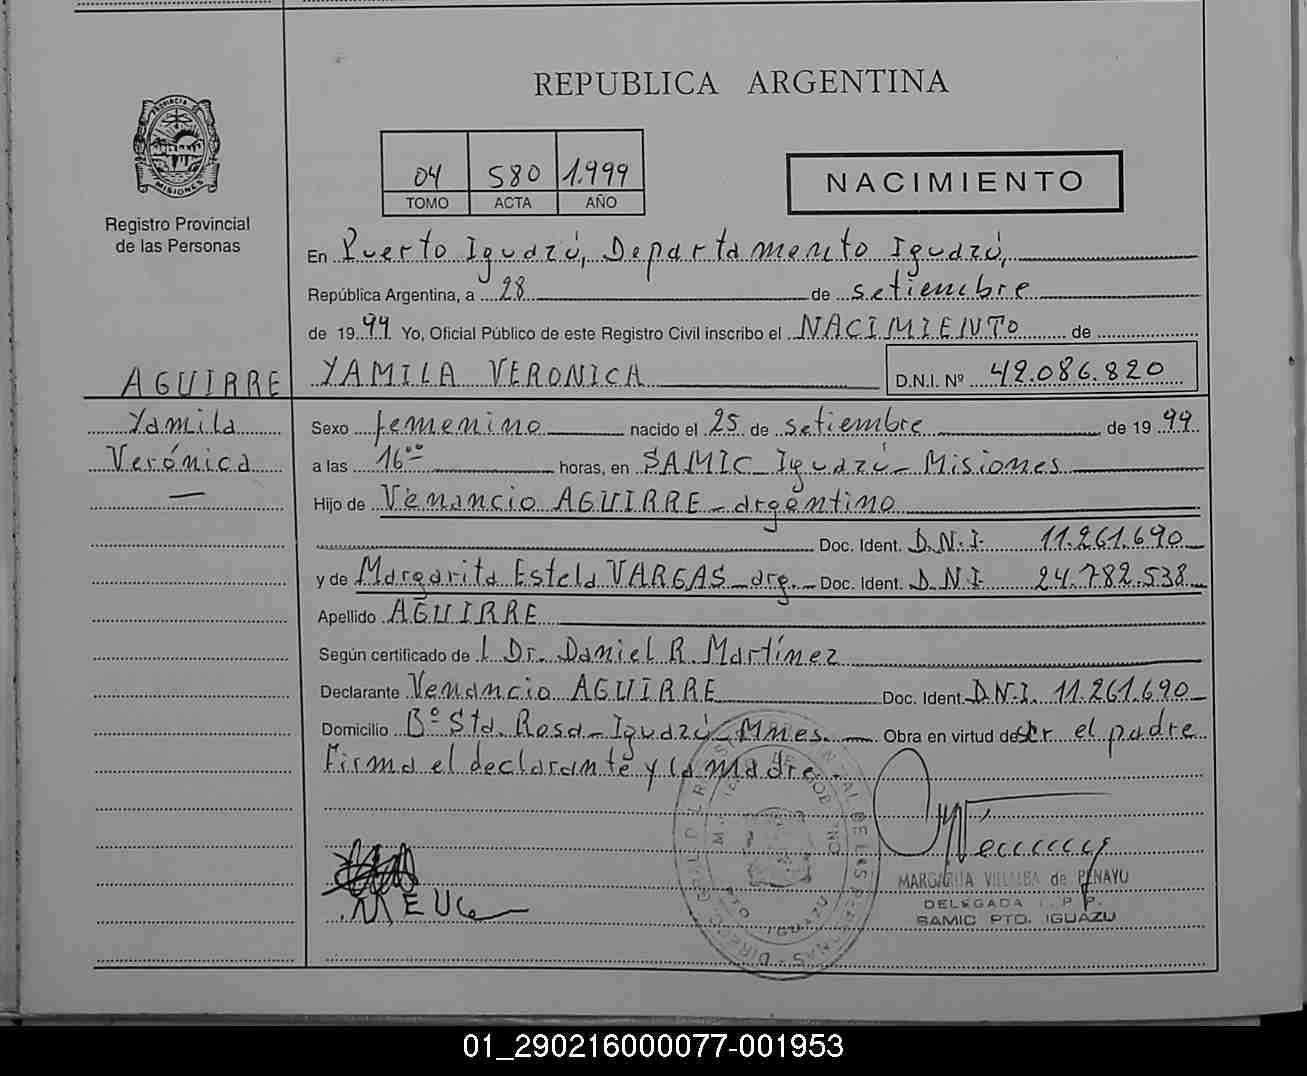 REPUBLICA ARGENTINA
PROVINCIA DE MISIONES
Registro Provincial
de las Personas
04 580 1.999
TOMO ACTA AÑO
NACIMIENTO
En Puerto Iguazú, Departamento Iguazú,
República Argentina, a 28 de setiembre
de 1999 Yo, Oficial Público de este Registro Civil inscribo el NACIMIENTO de
AGUIRRE YAMILA VERONICA D.N.I. Nº 42.086.820
Yamila Sexo femenino nacido el 25 de setiembre de 1999
Verónica a las 16°° horas, en SAMIC Iguazú - Misiones
Hijo de Venancio AGUIRRE - argentino
Doc. Ident. D.N.I. 11.261.690
y de Margarita Estela VARGAS - arg. - Doc. Ident. D.N.I 24.782.538
Apellido AGUIRRE
Según certificado de Dr. Daniel R. Martínez
Declarante Venancio AGUIRRE Doc. Ident. D.N.I. 11.261.690
Domicilio Bº Sta. Rosa - Iguazú - Mnes. - Obra en virtud de ser el padre
Firma el declarante y la madre.-
MARGARITA VILLALBA de PENAYO
DELEGADA
SAMIC PTO. IGUAZU
PTO IGUAZU
01_290216000077-001953